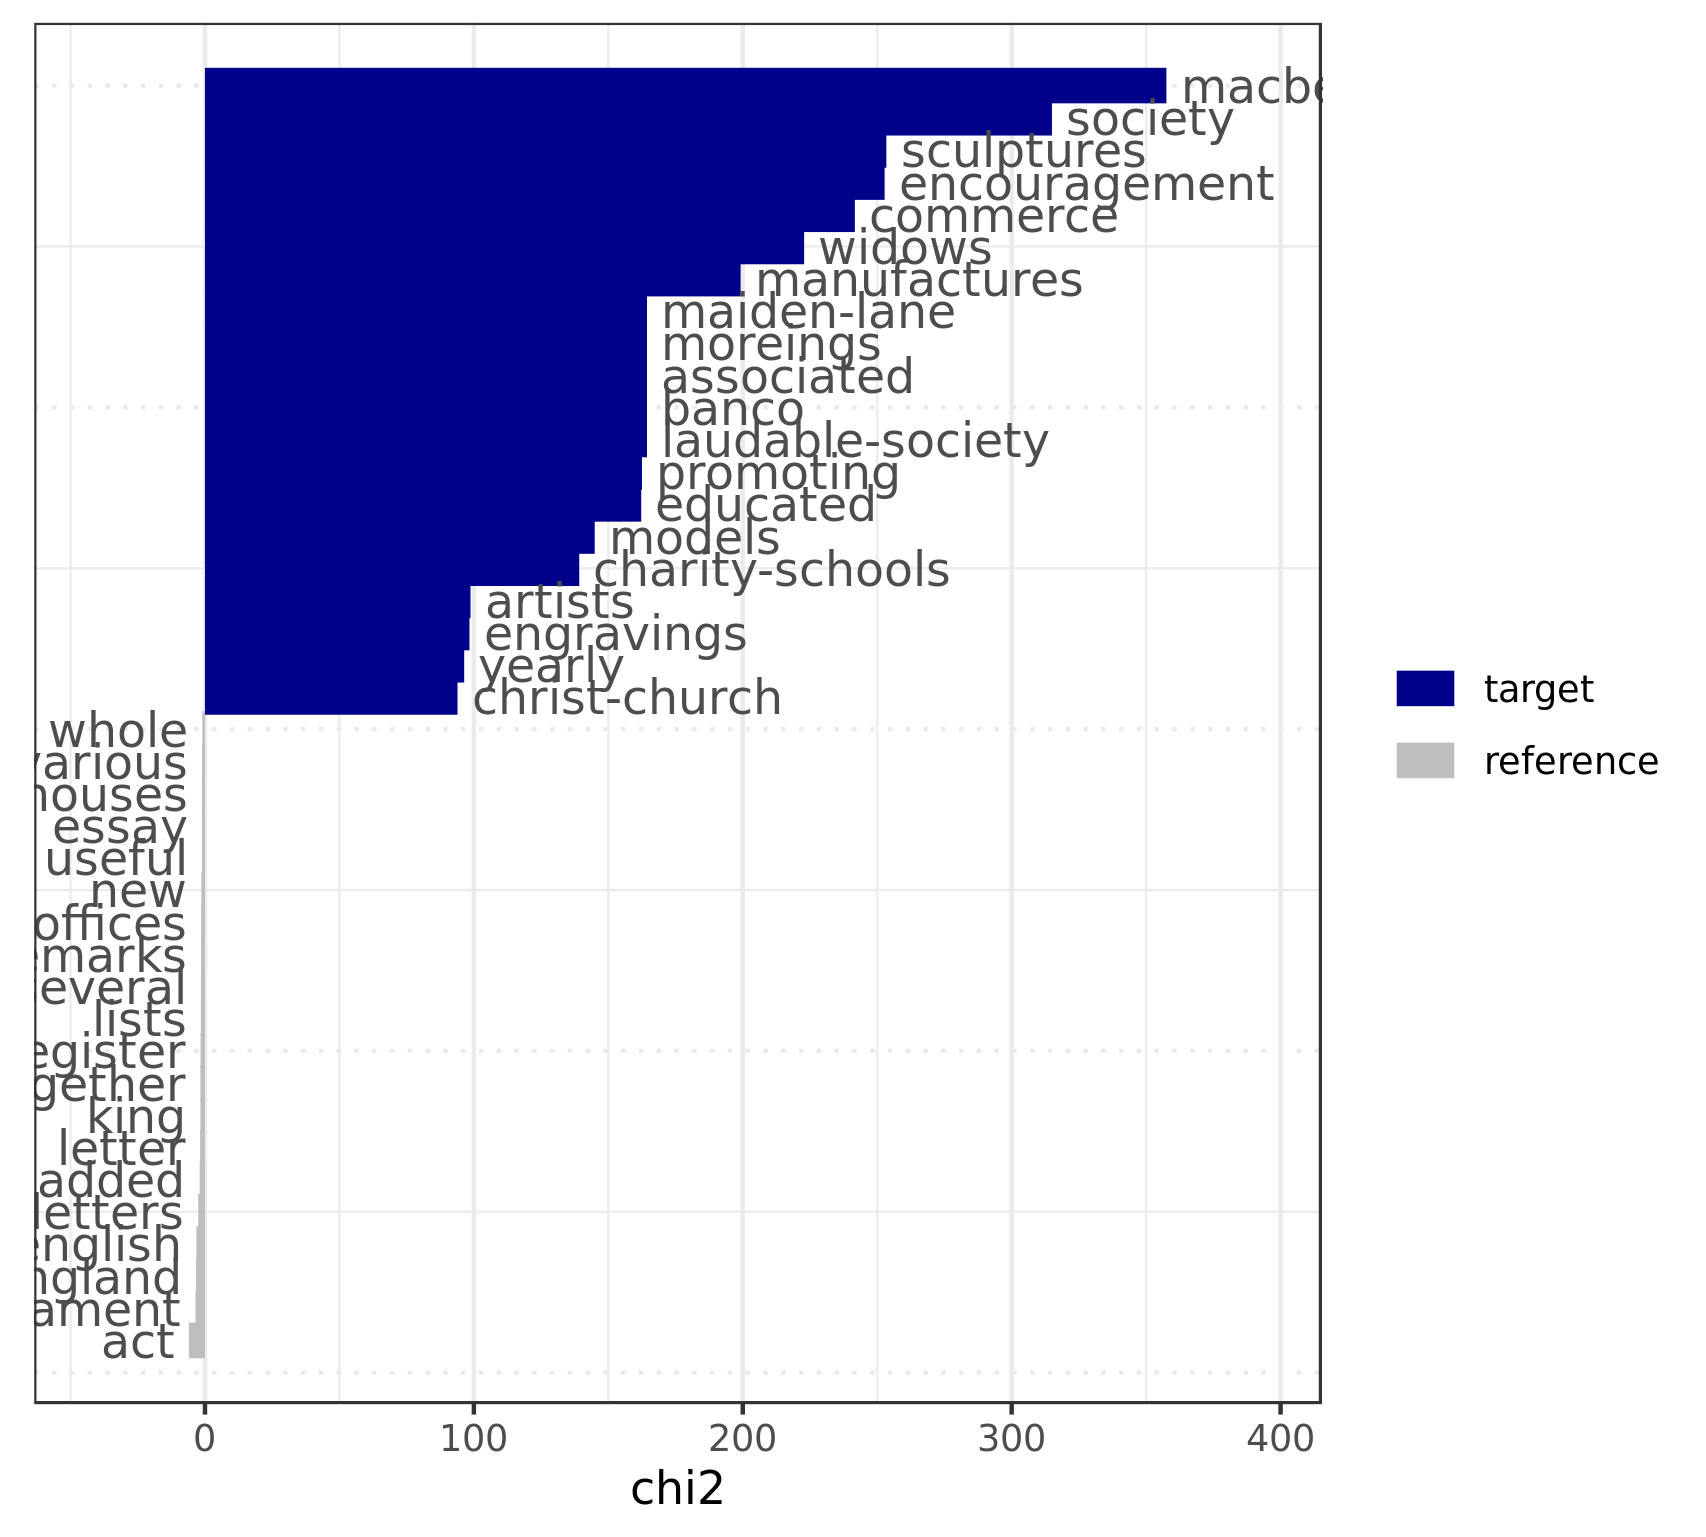 macbe
society
sculptures
encouragement
commerce
widows
manufactures
maiden-lane
moreings
associated
banco
laudable-society
promoting
educated
models
charity-schools
artists
engravings
yearly
christ-church
whole
arious
ouses
essay
useful
new
offices
emarks
everal
lists
egister
gether
king
letter
added
letters
nglish
ngland
ament
act
target
reference
0 100 200 300 400
chi2